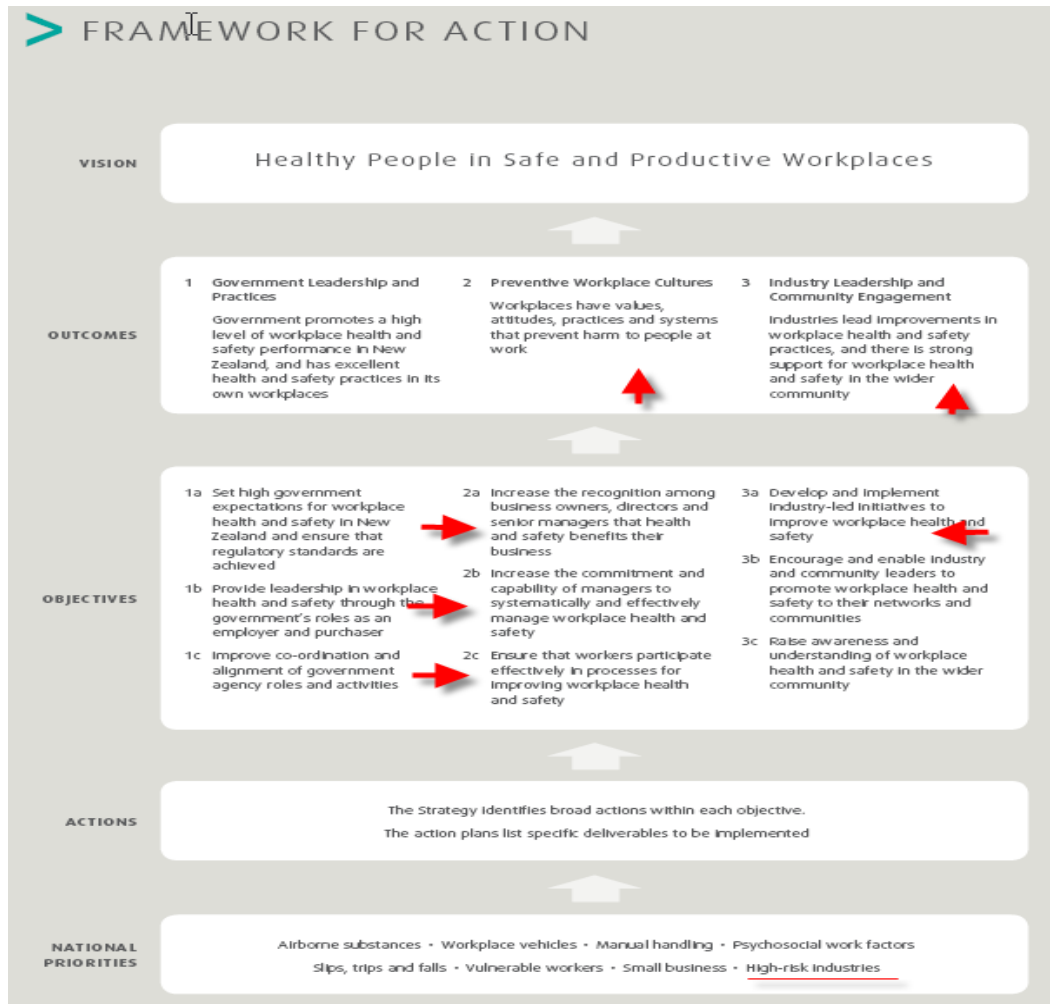 > FRAMEWORK FOR ACTION
VISION
Healthy People in Safe and Productive Workplaces
OUTCOMES
1 Government Leadership and
Practices
Government promotes a high
level of workplace health and
safety performance in New
Zealand, and has excellent
health and safety practices in its
own workplaces
2 Preventive Workplace Cultures
Workplaces have values,
attitudes, practices and systems
that prevent harm to people at
work
3 Industry Leadership and
Community Engagement
Industries lead improvements in
workplace health and safety
practices, and there is strong
support for workplace health
and safety in the wider
community
OBJECTIVES
1a Set high government
expectations for workplace
health and safety in New
Zealand and ensure that
regulatory standards are
achieved
1b Provide leadership in workplace
health and safety through the
government's roles as an
employer and purchaser
1c Improve co-ordination and
alignment of government
agency roles and activities
2a Increase the recognition among
business owners, directors and
senior managers that health
and safety benefits their
business
2b Increase the commitment and
capability of managers to
systematically and effectively
manage workplace health and
safety
2c Ensure that workers participate
effectively in processes for
improving workplace health
and safety
3a Develop and implement
industry-led initiatives to
improve workplace health and
safety
3b Encourage and enable industry
and community leaders to
promote workplace health and
safety to their networks and
communities
3c Raise awareness and
understanding of workplace
health and safety in the wider
community
ACTIONS
The Strategy identifies broad actions within each objective.
The action plans list specific deliverables to be implemented
NATIONAL
PRIORITIES
Airborne substances • Workplace vehicles • Manual handling • Psychosocial work factors
Slips, trips and falls • Vulnerable workers • Small business • High-risk industries